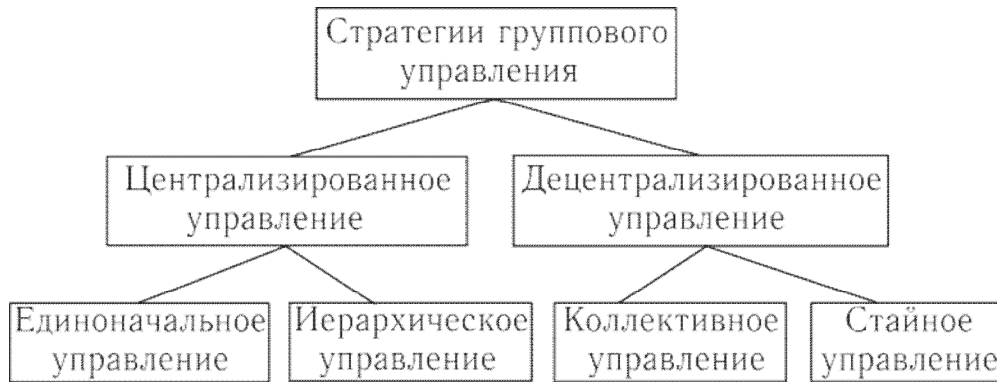 Стратегии группового
управления
Централизированное
управление
Децентрализированное
управление
Единоначальное
управление
Иерархическое
управление
Коллективное
управление
Стайное
управление